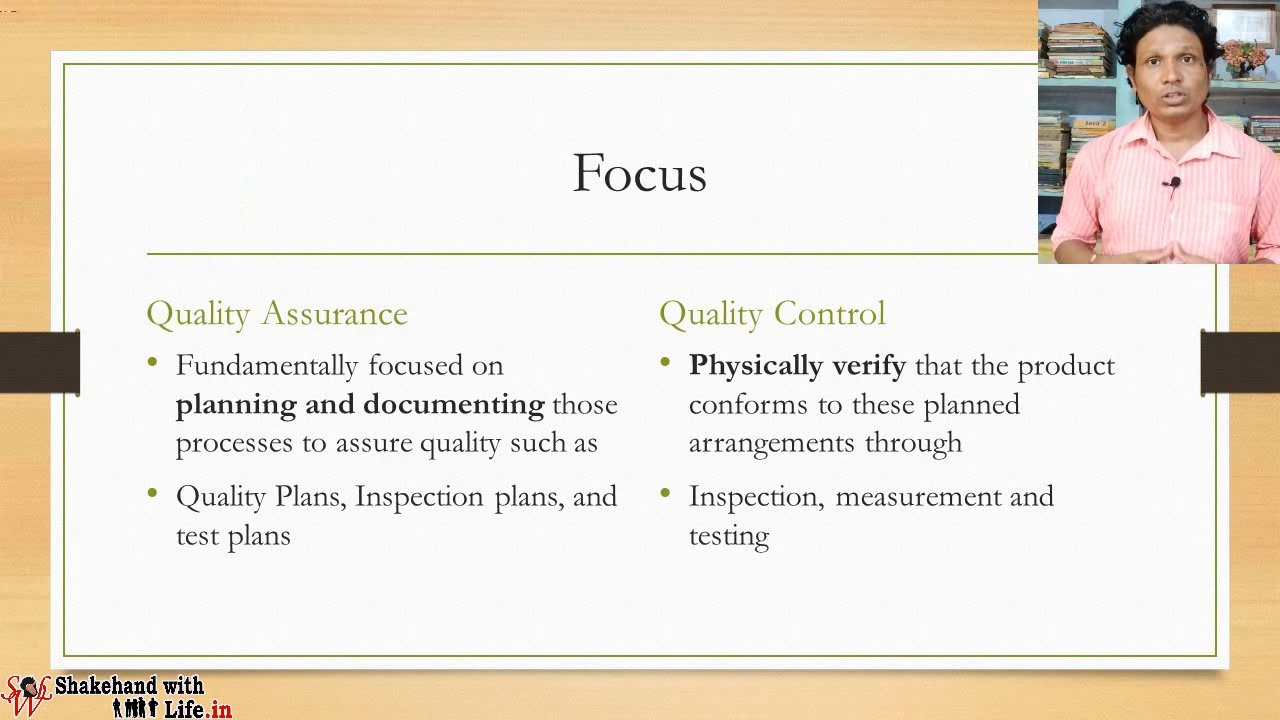 Focus
Quality Assurance
• Fundamentally focused on
planning and documenting those
processes to assure quality such as
• Quality Plans, Inspection plans, and
test plans
Quality Control
• Physically verify that the product
conforms to these planned
arrangements through
• Inspection, measurement and
testing
Java 2
Shakehand with
Life.in